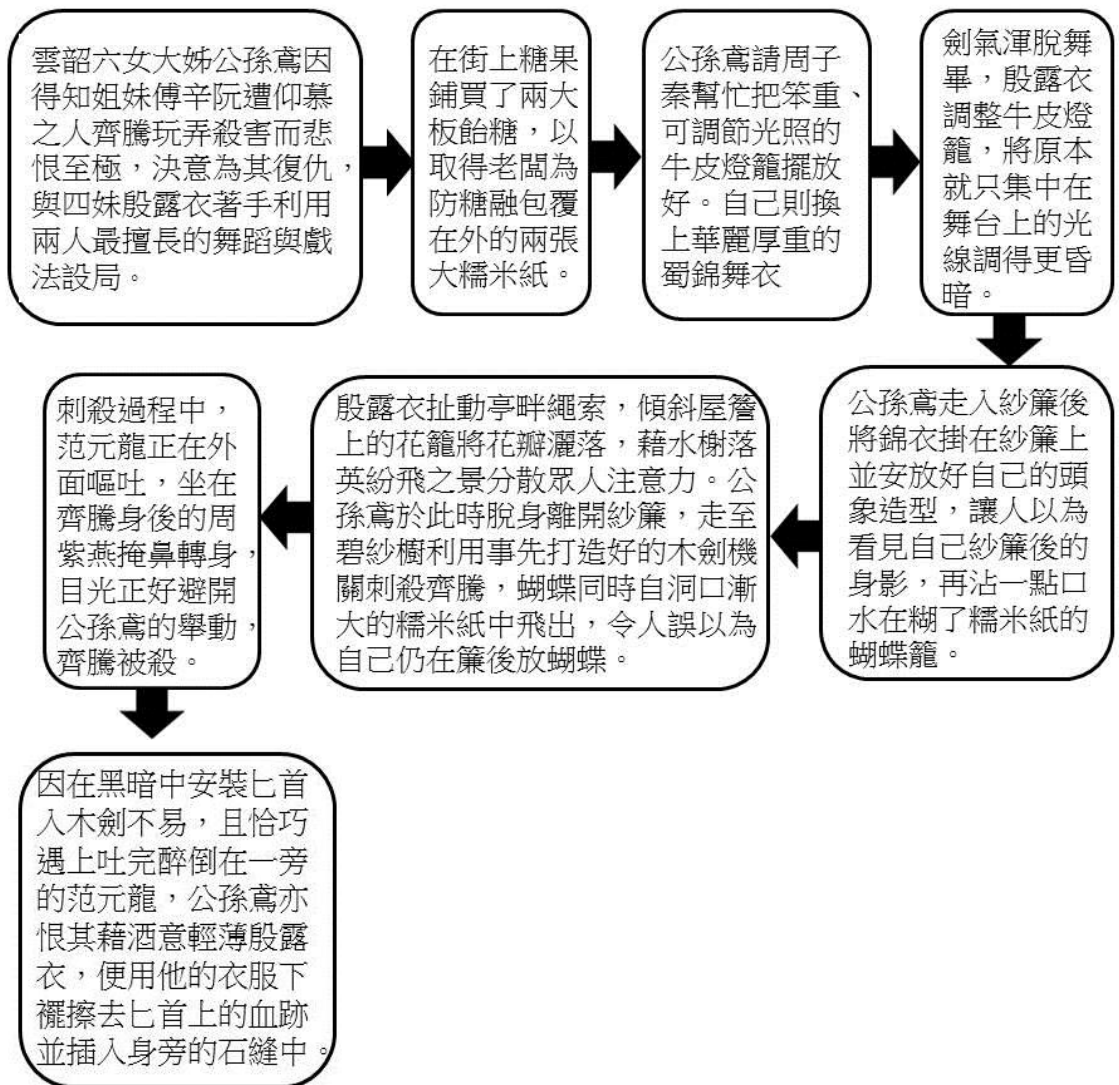 雲韶六女大姊公孫鳶因
得知姐妹傅辛阮遭仰慕
之人齊騰玩弄殺害而悲
恨至極，決意為其復仇，
與四妹殷露衣著手利用
兩人最擅長的舞蹈與戲
法設局。
在街上糖果
鋪買了兩大
板飴糖，以
取得老闆為
防糖融包覆
在外的兩張
大糯米紙。
公孫鳶請周子
秦幫忙把笨重、
可調節光照的
牛皮燈籠擺放
好。自己則換
上華麗厚重的
蜀錦舞衣
劍氣渾脫舞
畢，殷露衣
調整牛皮燈
籠，將原本
就只集中在
舞台上的光
線調得更昏
暗。
公孫鳶走入紗簾後
將錦衣掛在紗簾上
並安放好自己的頭
象造型，讓人以為
看見自己紗簾後的
身影，再沾一點口
水在糊了糯米紙的
蝴蝶籠。
殷露衣扯動亭畔繩索，傾斜屋簷
上的花籠將花瓣灑落，藉水榭落
英紛飛之景分散眾人注意力。公
孫鳶於此時脫身離開紗簾，走至
碧紗櫥利用事先打造好的木劍機
關刺殺齊騰，蝴蝶同時自洞口漸
大的糯米紙中飛出，令人誤以為
自己仍在簾後放蝴蝶。
刺殺過程中，
范元龍正在外
面嘔吐，坐在
齊騰身後的周
紫燕掩鼻轉身，
目光正好避開
公孫鳶的舉動，
齊騰被殺。
因在黑暗中安裝匕首
入木劍不易，且恰巧
遇上吐完醉倒在一旁
的范元龍，公孫鳶亦
恨其藉酒意輕薄殷露
衣，便用他的衣服下
襬擦去匕首上的血跡
並插入身旁的石縫中。